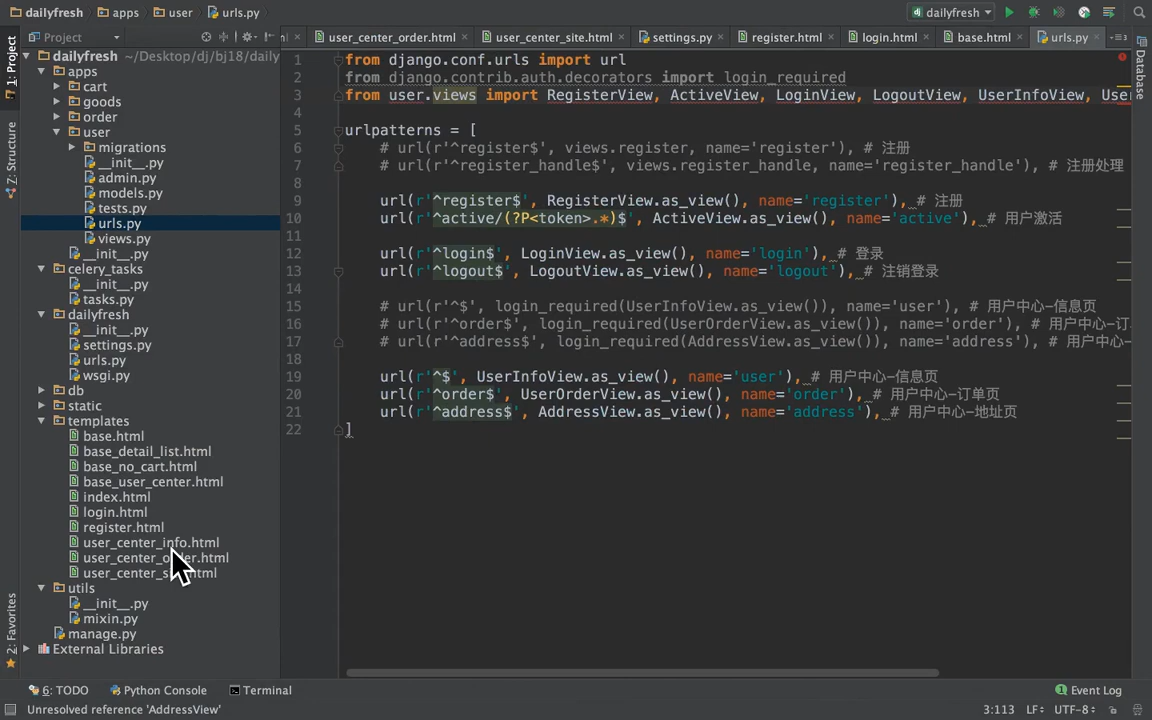 dailyfresh apps user urls.py dailyfresh
Project user_center_order.html user_center_site.html settings.py register.html login.html base.html urls.py
1: Project
7: Structure
2: Favorites
Database
dailyfresh ~/Desktop/dj/bj18/daily
apps
cart
goods
order
user
migrations
__init__.py
admin.py
models.py
tests.py
urls.py
views.py
__init__.py
celery_tasks
__init__.py
tasks.py
dailyfresh
__init__.py
settings.py
urls.py
wsgi.py
db
static
templates
base.html
base_detail_list.html
base_no_cart.html
base_user_center.html
index.html
login.html
register.html
user_center_info.html
user_center_order.html
utils
__init__.py
mixin.py
manage.py
External Libraries
1 from django.conf.urls import url
2 from django.contrib.auth.decorators import login_required
3 from user.views import RegisterView, ActiveView, LoginView, LogoutView, UserInfoView, User
4
5 urlpatterns = [
6 # url(r'^register$', views.register, name='register'), # 注册
7 # url(r'^register_handle$', views.register_handle, name='register_handle'), # 注册处理
8
9 url(r'^register$', RegisterView.as_view(), name='register'), # 注册
10 url(r'^active/(?P<token>.*)$', ActiveView.as_view(), name='active'), # 用户激活
11
12 url(r'^login$', LoginView.as_view(), name='login'), # 登录
13 url(r'^logout$', LogoutView.as_view(), name='logout'), # 注销登录
14
15 # url(r'^$', login_required(UserInfoView.as_view()), name='user'), # 用户中心-信息页
16 # url(r'^order$', login_required(UserOrderView.as_view()), name='order'), # 用户中心-订
17 # url(r'^address$', login_required(AddressView.as_view()), name='address'), # 用户中心-
18
19 url(r'^$', UserInfoView.as_view(), name='user'), # 用户中心-信息页
20 url(r'^order$', UserOrderView.as_view(), name='order'), # 用户中心-订单页
21 url(r'^address$', AddressView.as_view(), name='address'), # 用户中心-地址页
22 ]
6: TODO Python Console Terminal 1 Event Log
Unresolved reference 'AddressView' 3:113 LF UTF-8